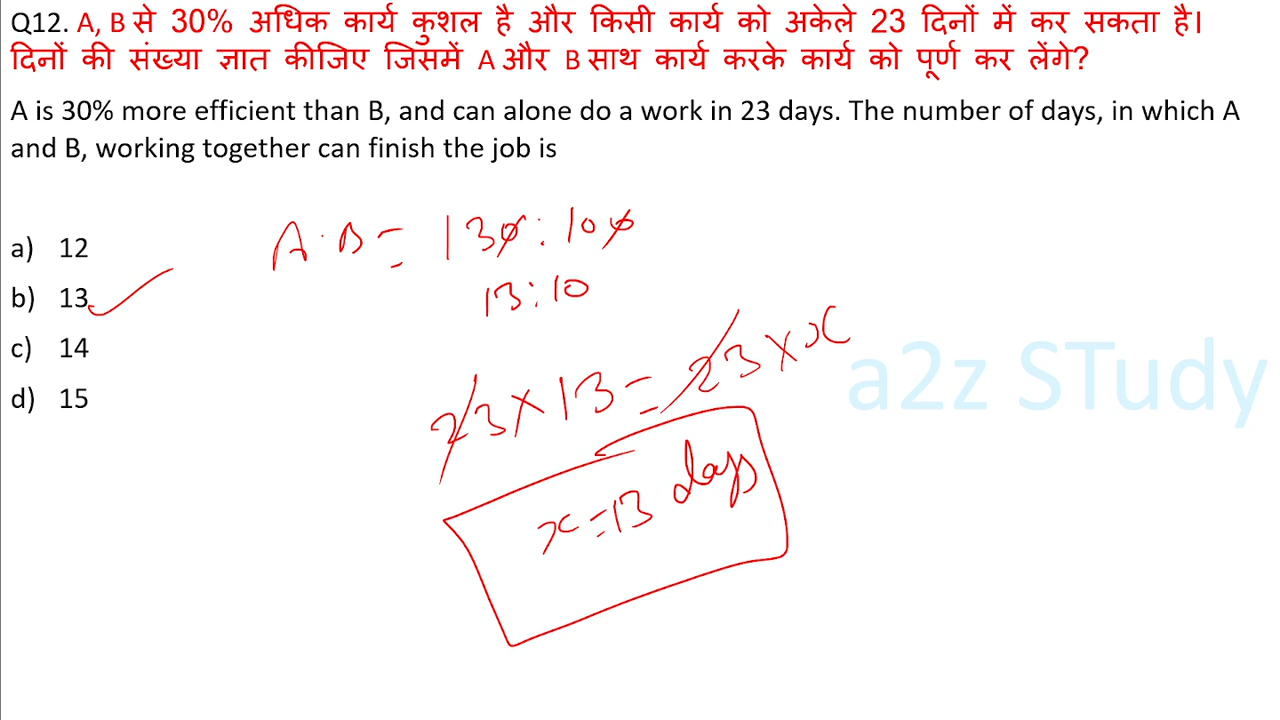 Q12. A, B से 30% अधिक कार्य कुशल है और किसी कार्य को अकेले 23 दिनों में कर सकता है।
दिनों की संख्या ज्ञात कीजिए जिसमें A और B साथ कार्य करके कार्य को पूर्ण कर लेंगे?
A is 30% more efficient than B, and can alone do a work in 23 days. The number of days, in which A
and B, working together can finish the job is
a) 12
b) 13
c) 14
d) 15
A:B = 130:100
13:10
23×13 = 23×x
x=13 days
a2z STudy